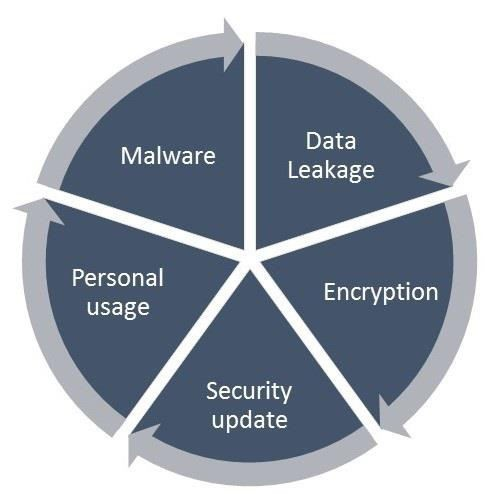 Malware
Data
Leakage
Encryption
Security
update
Personal
usage